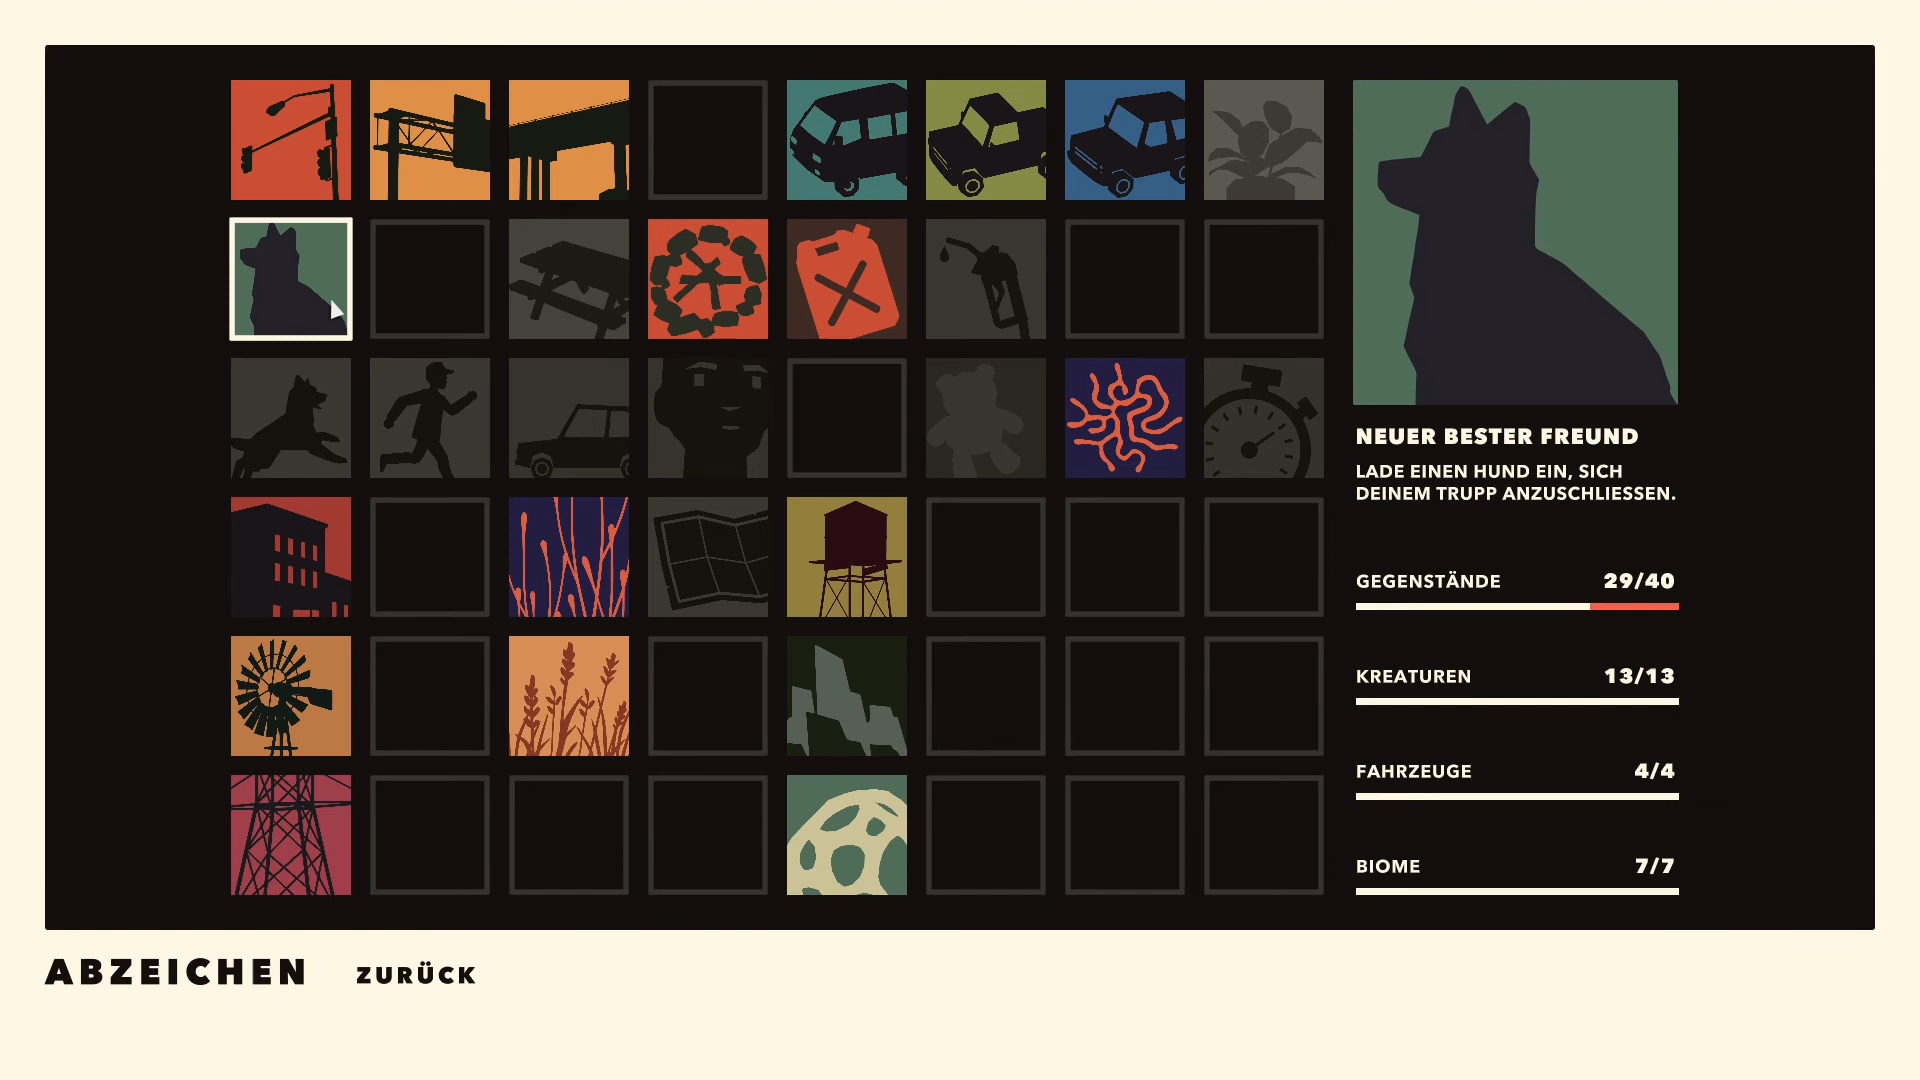 NEUER BESTER FREUND
LADE EINEN HUND EIN, SICH
DEINEM TRUPP ANZUSCHLIESSEN.
GEGENSTÄNDE 29/40
KREATUREN 13/13
FAHRZEUGE 4/4
BIOME 7/7
ABZEICHEN ZURÜCK